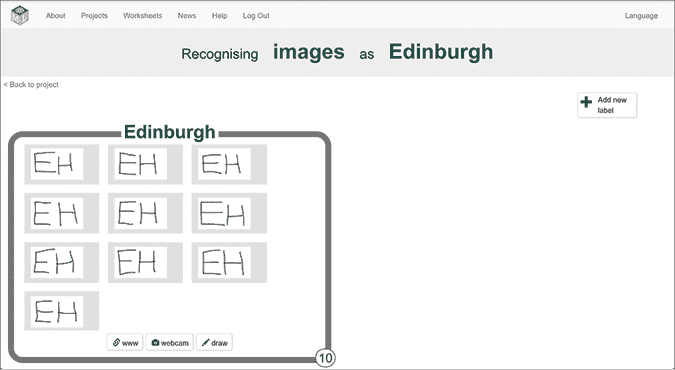 About Projects Worksheets News Help Log Out Language
Recognising images as Edinburgh
< Back to project
Add new
label
Edinburgh
EH EH EH
EH EH EH
EH EH EH
EH
www webcam draw
10